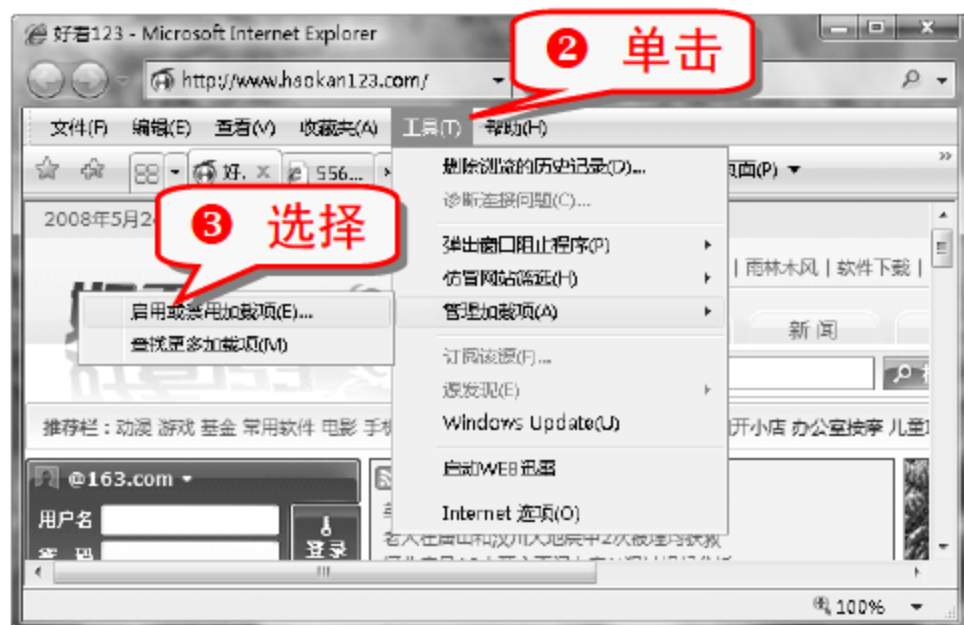 好看123 - Microsoft Internet Explorer
❷ 单击
http://www.haokan123.com/
文件(F) 编辑(E) 查看(V) 收藏夹(A) 工具(T) 帮助(H)
好. 556...
页面(P)
删除浏览的历史记录(D)...
诊断连接问题(C)...
2008年5月2
❸ 选择
弹出窗口阻止程序(P)
仿冒网站筛选(H)
管理加载项(A)
| 雨林木风 | 软件下载 |
启用或禁用加载项(E)...
查找更多加载项(M)
新闻
订阅该源(F)...
源发现(E)
Windows Update(U)
推荐栏：动漫 游戏 基金 常用软件 电影 手机
开小店 办公室按摩 儿童
启动WEB迅雷
Internet 选项(O)
@163.com
用户名
密 码
登录
100%